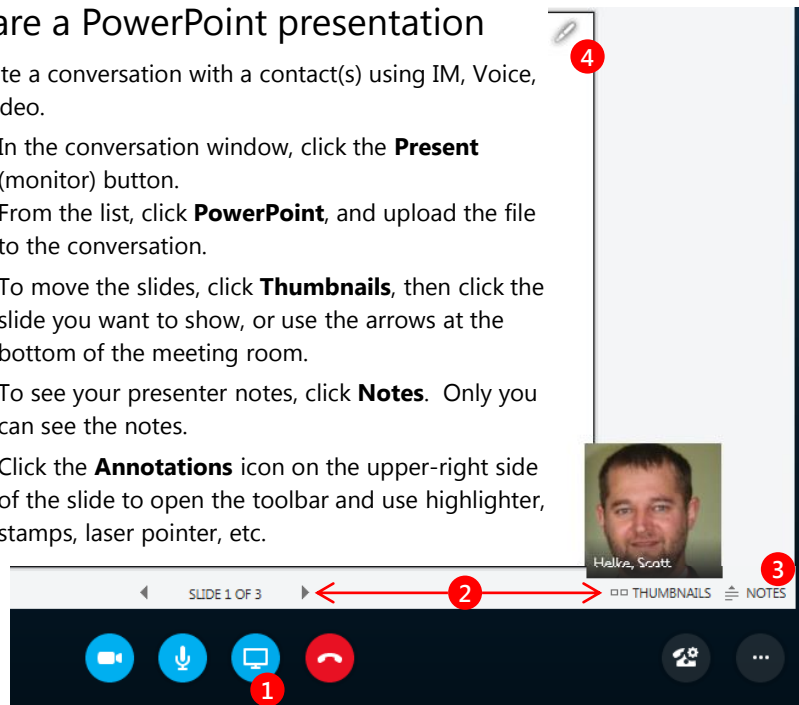 are a PowerPoint presentation
te a conversation with a contact(s) using IM, Voice,
deo.
In the conversation window, click the Present
(monitor) button.
From the list, click PowerPoint, and upload the file
to the conversation.
To move the slides, click Thumbnails, then click the
slide you want to show, or use the arrows at the
bottom of the meeting room.
To see your presenter notes, click Notes.  Only you
can see the notes.
Click the Annotations icon on the upper-right side
of the slide to open the toolbar and use highlighter,
stamps, laser pointer, etc.
4
Helke, Scott
3
SLIDE 1 OF 3
2
THUMBNAILS
NOTES
1